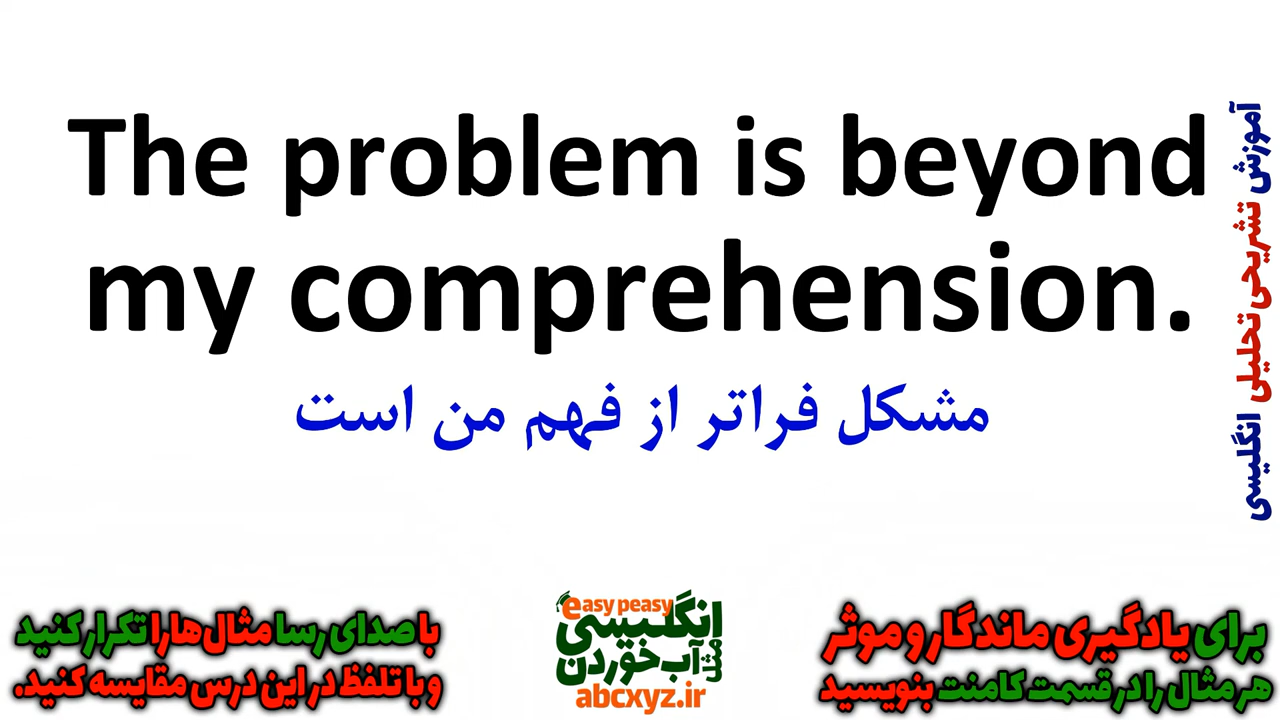 The problem is beyond
my comprehension.
مشکل فراتر از فهم من است
آموزش تشریحی تحلیلی انگلیسی
برای یادگیری ماندگار و موثر
هر مثال را در قسمت کامنت بنویسید
easy peasy
انگلیسی
مثل آب خوردن
abcxyz.ir
با صدای رسا مثال‌ها را تکرار کنید
و با تلفظ در این درس مقایسه کنید.